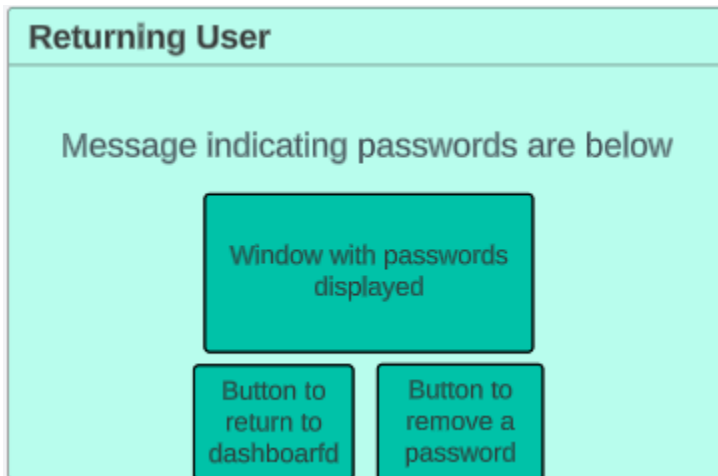 Returning User
Message indicating passwords are below
Window with passwords
displayed
Button to
return to
dashboarfd
Button to
remove a
password